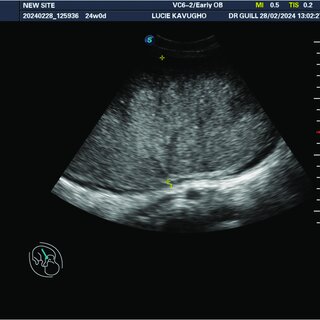 NEW SITE VC6-2/Early OB MI 0.5 TIS 0.2
20240228_125936 24w0d LUCIE KAVUGHO DR GUILL 28/02/2024 13:02:2
S